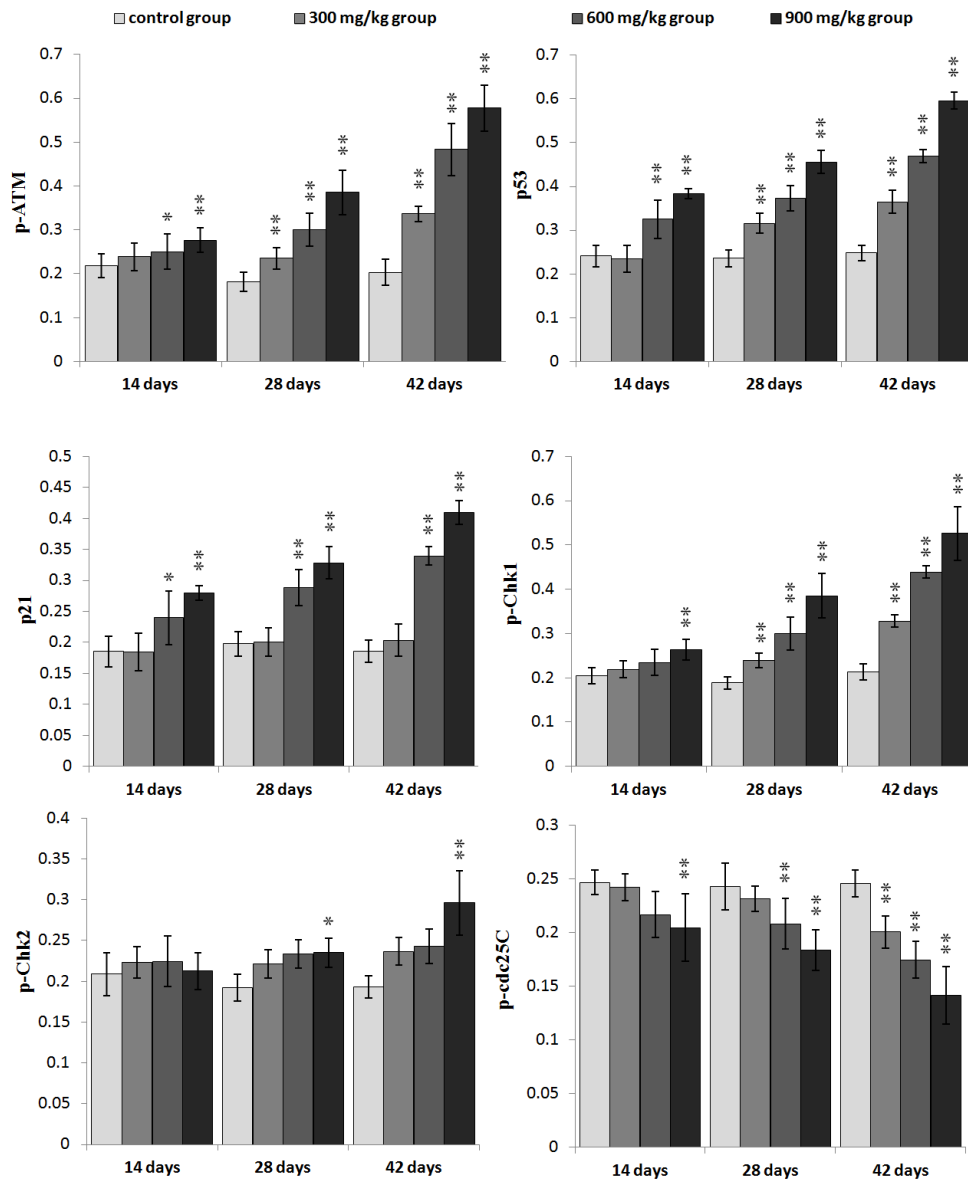 control group 300 mg/kg group 600 mg/kg group 900 mg/kg group
p-ATM
0.7
0.6
0.5
0.4
0.3
0.2
0.1
0
* ** ** ** ** ** ** **
14 days 28 days 42 days
p53
0.7
0.6
0.5
0.4
0.3
0.2
0.1
0
** ** ** ** ** ** ** **
14 days 28 days 42 days
p21
0.5
0.45
0.4
0.35
0.3
0.25
0.2
0.15
0.1
0.05
0
* ** ** ** ** **
14 days 28 days 42 days
p-Chk1
0.7
0.6
0.5
0.4
0.3
0.2
0.1
0
** ** ** ** ** ** **
14 days 28 days 42 days
p-Chk2
0.4
0.35
0.3
0.25
0.2
0.15
0.1
0.05
0
* **
14 days 28 days 42 days
p-cdc25C
0.3
0.25
0.2
0.15
0.1
0.05
0
** ** ** ** ** **
14 days 28 days 42 days